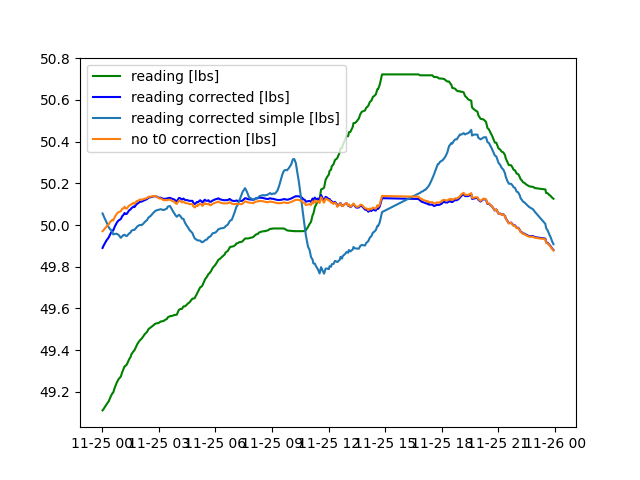 50.8
50.6
50.4
50.2
50.0
49.8
49.6
49.4
49.2
reading [lbs]
reading corrected [lbs]
reading corrected simple [lbs]
no t0 correction [lbs]
11-25 00 11-25 03 11-25 06 11-25 09 11-25 12 11-25 15 11-25 18 11-25 21 11-26 00